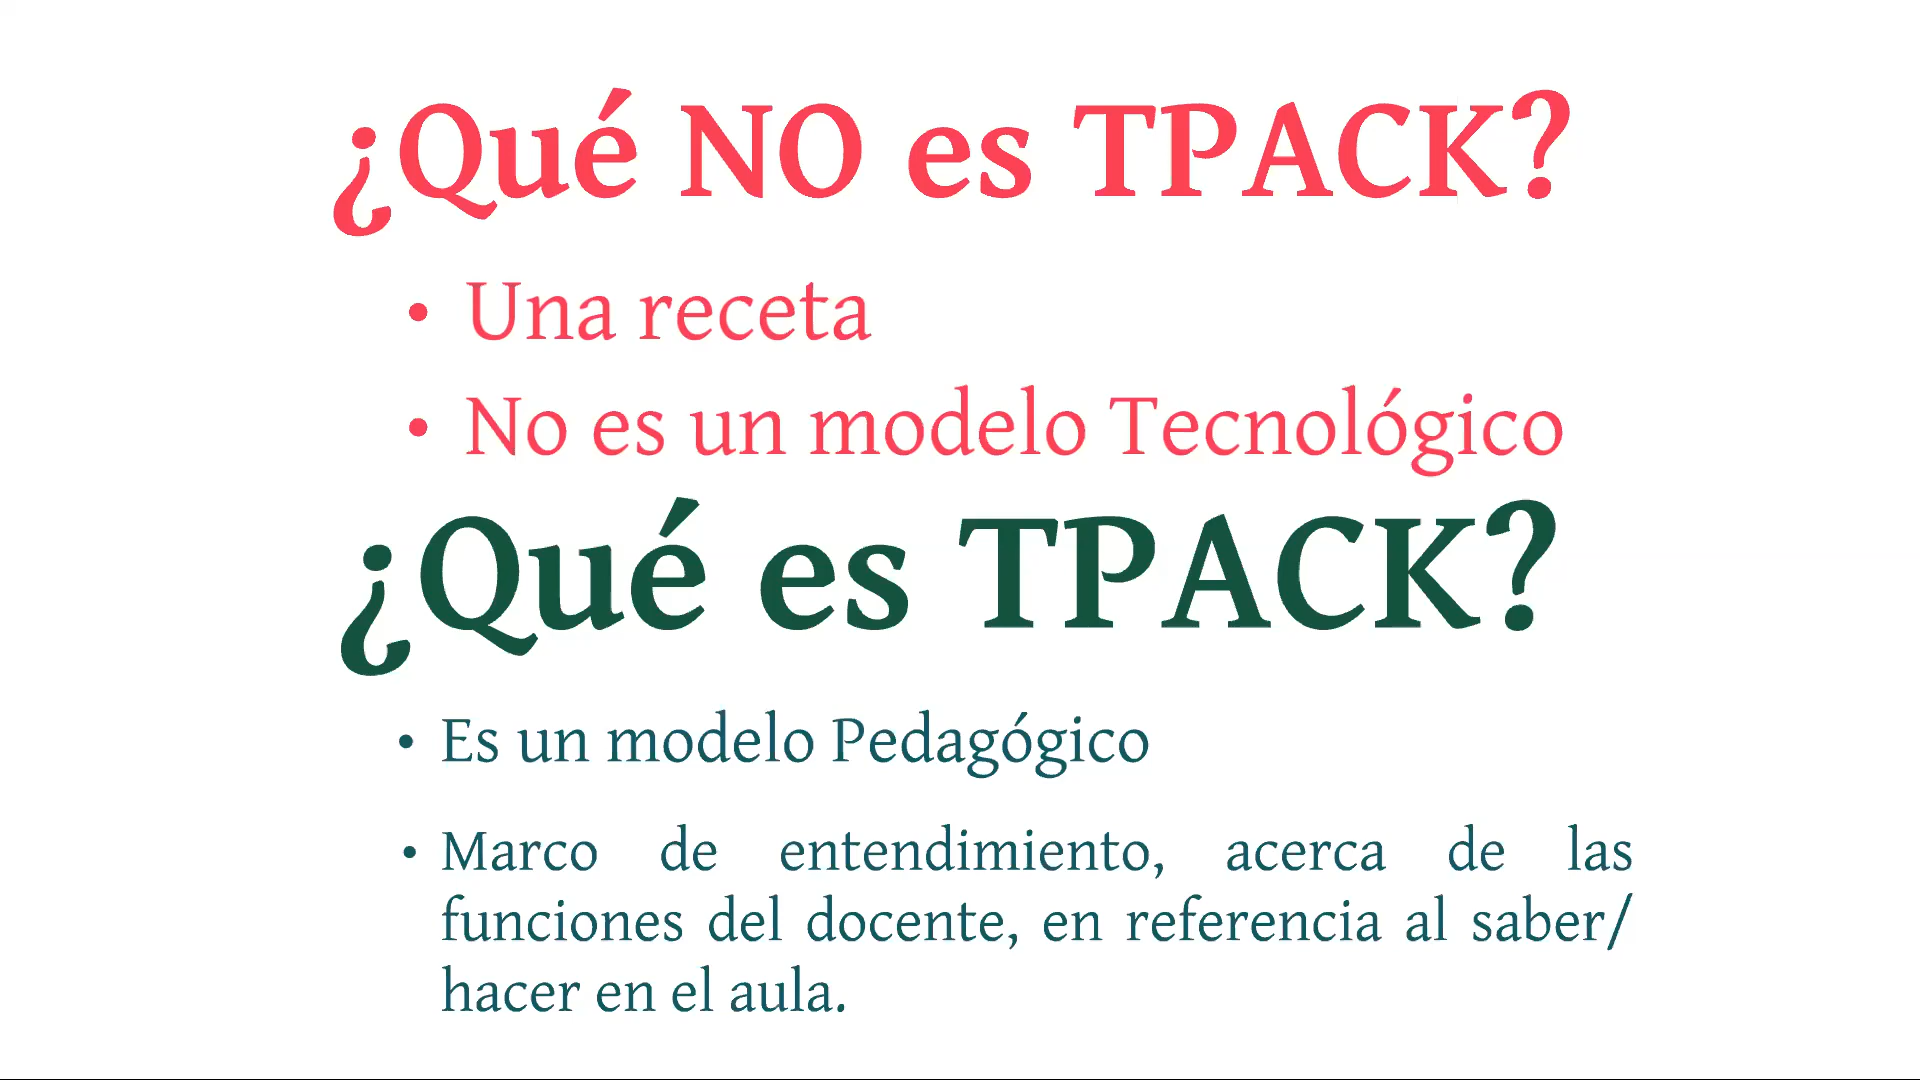 ¿Qué NO es TPACK?
• Una receta
• No es un modelo Tecnológico
¿Qué es TPACK?
• Es un modelo Pedagógico
• Marco de entendimiento, acerca de las
funciones del docente, en referencia al saber/
hacer en el aula.